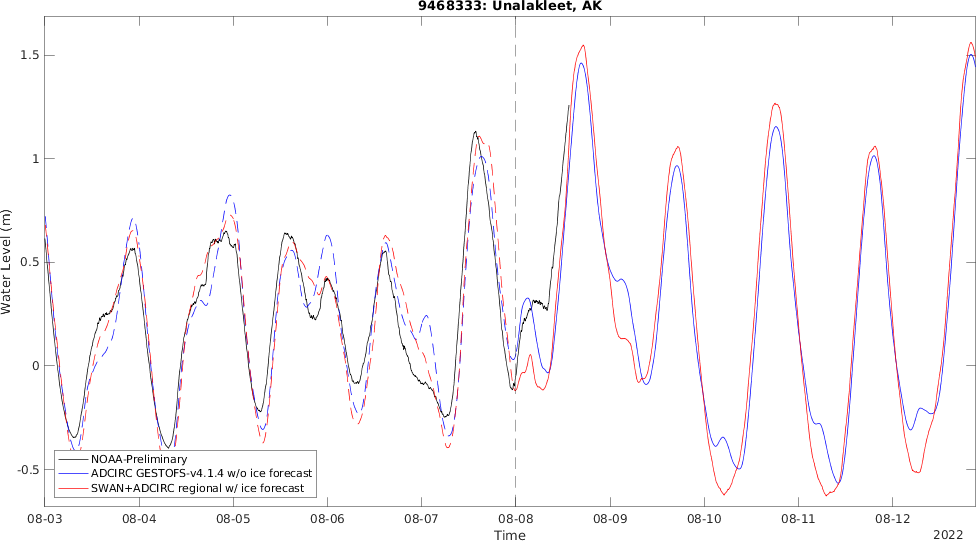 9468333: Unalakleet, AK
Water Level (m)
1.5
1
0.5
0
-0.5
NOAA-Preliminary
ADCIRC GESTOFS-v4.1.4 w/o ice forecast
SWAN+ADCIRC regional w/ ice forecast
08-03 08-04 08-05 08-06 08-07 08-08 08-09 08-10 08-11 08-12
Time
2022